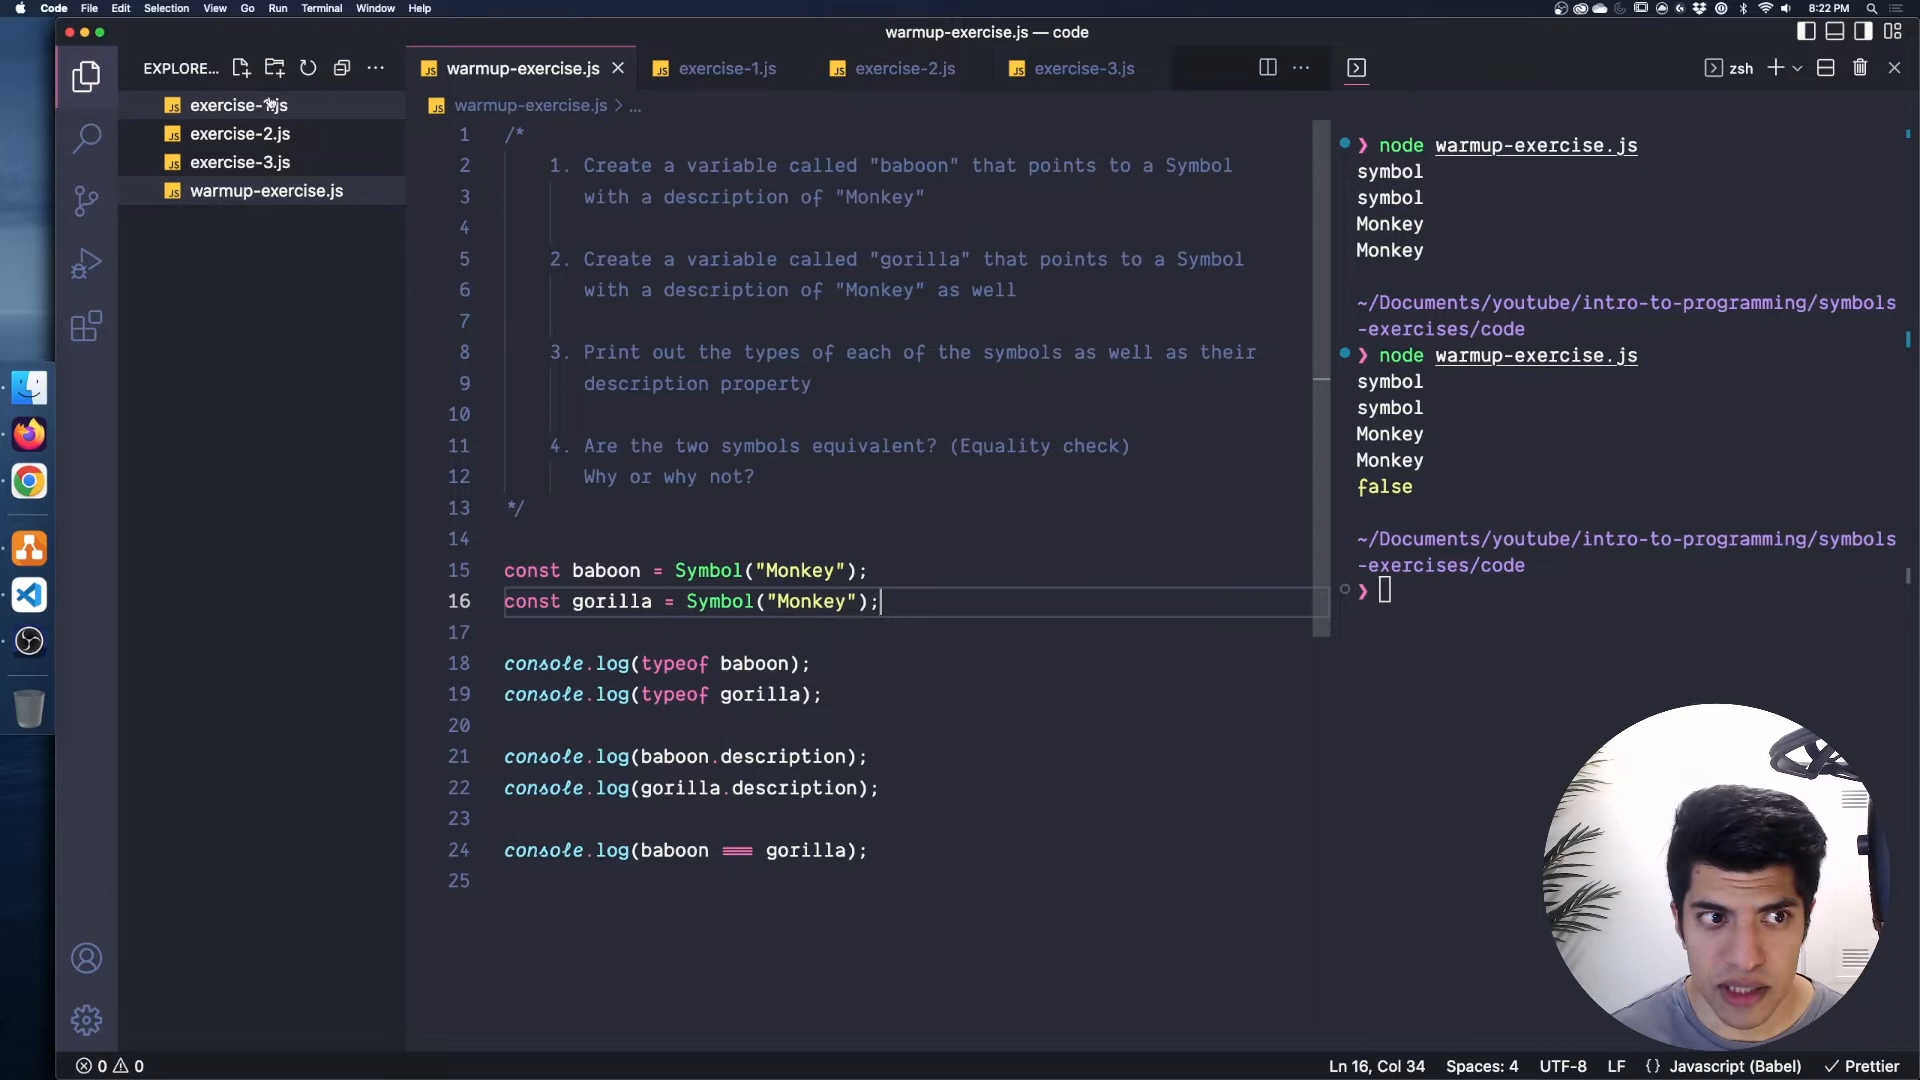 Code File Edit Selection View Go Run Terminal Window Help 8:22 PM
warmup-exercise.js — code
EXPLORE...
exercise-1.js
exercise-2.js
exercise-3.js
warmup-exercise.js
warmup-exercise.js exercise-1.js exercise-2.js exercise-3.js
warmup-exercise.js > ...
1 /*
2 1. Create a variable called "baboon" that points to a Symbol
3 with a description of "Monkey"
4
5 2. Create a variable called "gorilla" that points to a Symbol
6 with a description of "Monkey" as well
7
8 3. Print out the types of each of the symbols as well as their
9 description property
10
11 4. Are the two symbols equivalent? (Equality check)
12 Why or why not?
13 */
14
15 const baboon = Symbol("Monkey");
16 const gorilla = Symbol("Monkey");
17
18 console.log(typeof baboon);
19 console.log(typeof gorilla);
20
21 console.log(baboon.description);
22 console.log(gorilla.description);
23
24 console.log(baboon === gorilla);
25
zsh
❯ node warmup-exercise.js
symbol
symbol
Monkey
Monkey
~/Documents/youtube/intro-to-programming/symbols
-exercises/code
❯ node warmup-exercise.js
symbol
symbol
Monkey
Monkey
false
~/Documents/youtube/intro-to-programming/symbols
-exercises/code
❯
0 0 Ln 16, Col 34 Spaces: 4 UTF-8 LF {} Javascript (Babel) ✓ Prettier